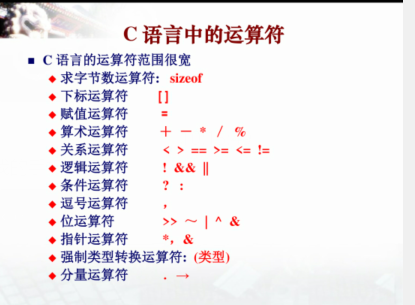 C 语言中的运算符
■ C 语言的运算符范围很宽
◆ 求字节数运算符: sizeof
◆ 下标运算符 [ ]
◆ 赋值运算符 =
◆ 算术运算符 ＋ － * ／ %
◆ 关系运算符 < > == >= <= !=
◆ 逻辑运算符 ! && ||
◆ 条件运算符 ? :
◆ 逗号运算符 ，
◆ 位运算符 >> ～ | ^ &
◆ 指针运算符 *，&
◆ 强制类型转换运算符: (类型)
◆ 分量运算符 . →